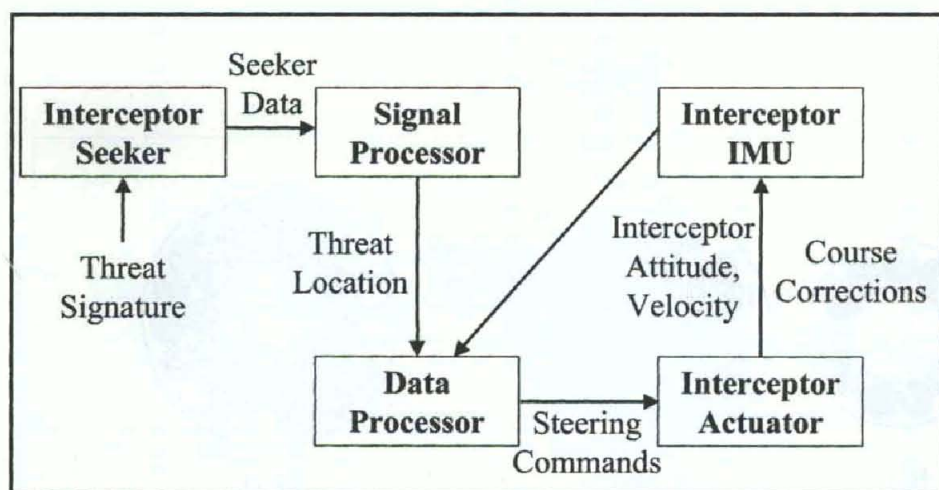 Seeker
Data
Interceptor
Seeker
Signal
Processor
Interceptor
IMU
Threat
Signature
Threat
Location
Interceptor
Attitude,
Velocity
Course
Corrections
Data
Processor
Steering
Commands
Interceptor
Actuator